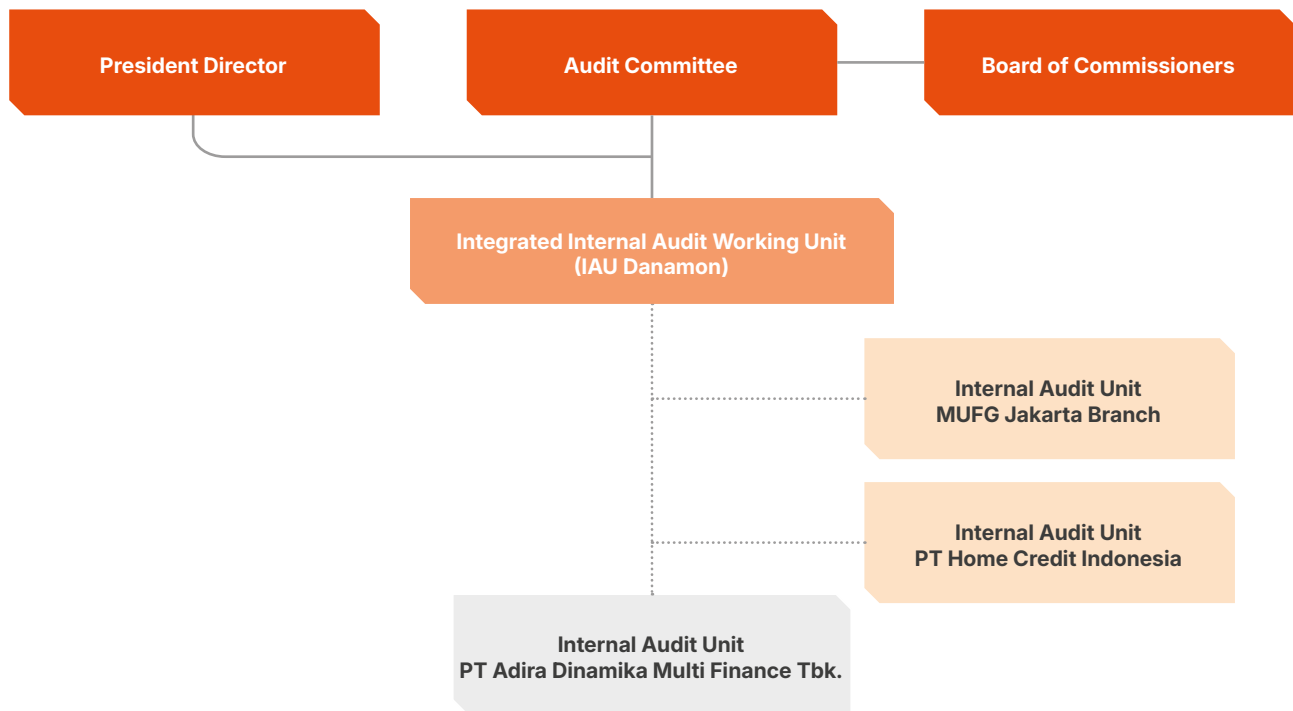 President Director
Audit Committee
Board of Commissioners
Integrated Internal Audit Working Unit
(IAU Danamon)
Internal Audit Unit
MUFG Jakarta Branch
Internal Audit Unit
PT Home Credit Indonesia
Internal Audit Unit
PT Adira Dinamika Multi Finance Tbk.